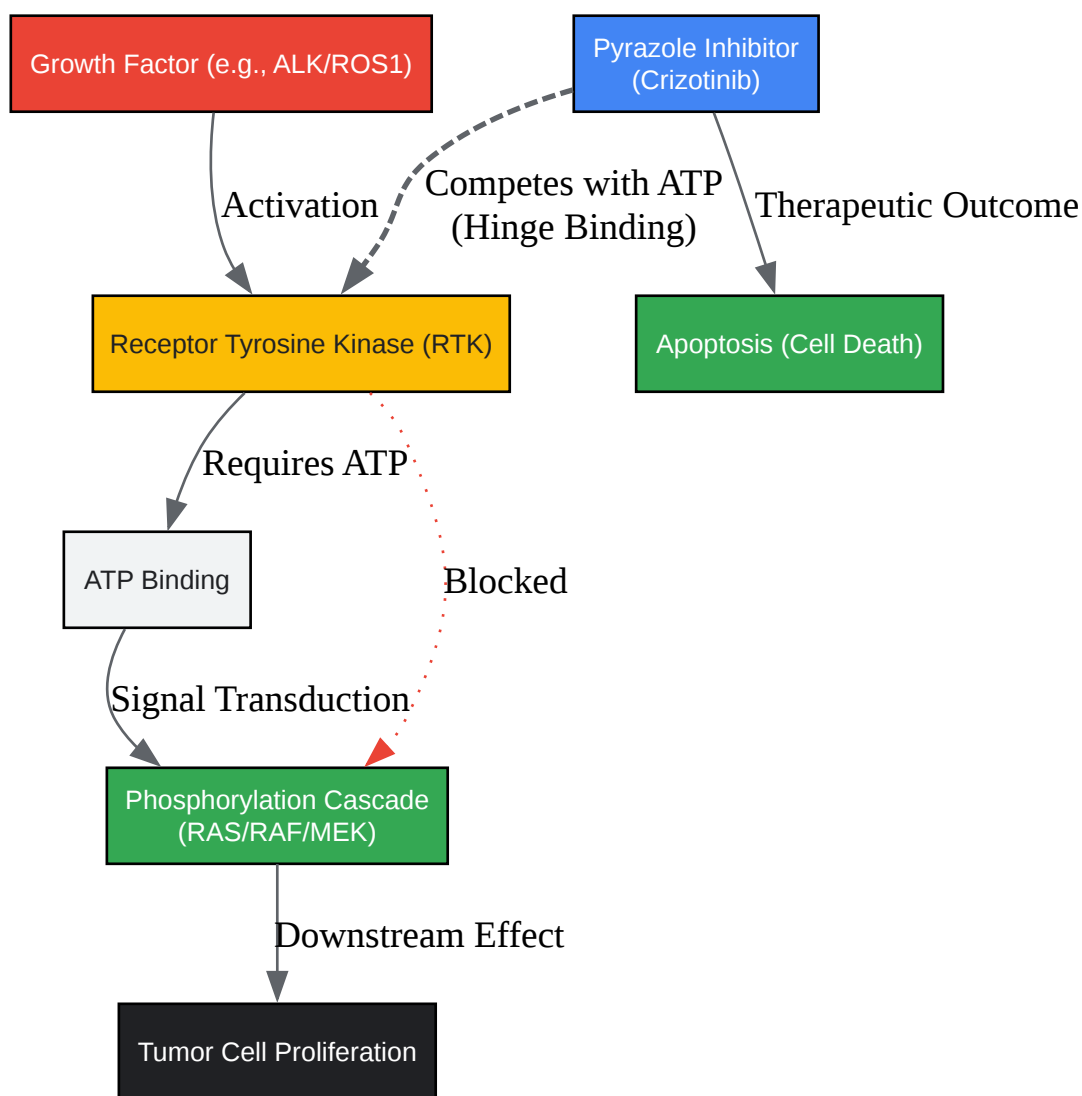 Growth Factor (e.g., ALK/ROS1)
Pyrazole Inhibitor
(Crizotinib)
Activation
Competes with ATP
(Hinge Binding)
Therapeutic Outcome
Receptor Tyrosine Kinase (RTK)
Apoptosis (Cell Death)
Requires ATP
ATP Binding
Blocked
Signal Transduction
Phosphorylation Cascade
(RAS/RAF/MEK)
Downstream Effect
Tumor Cell Proliferation